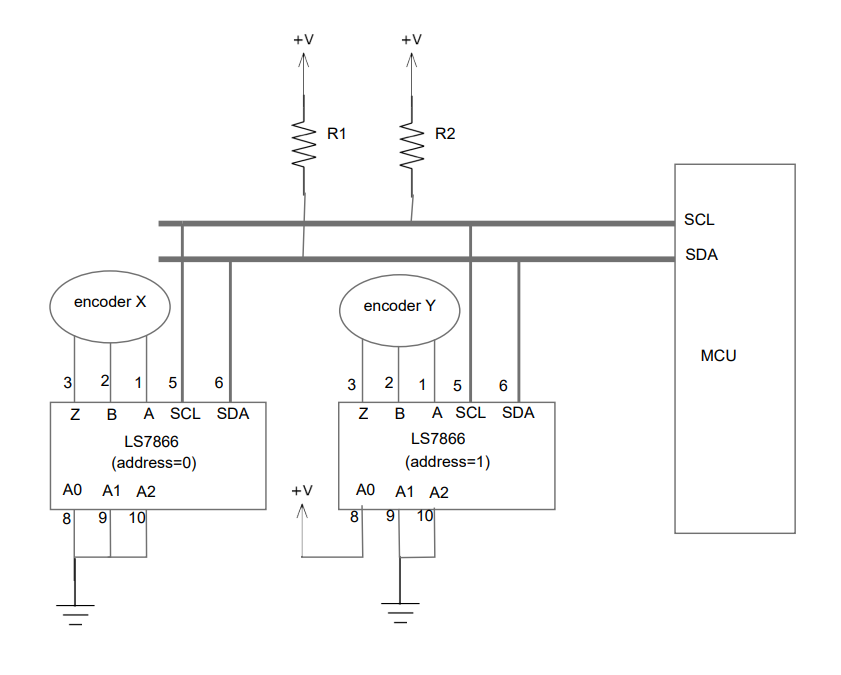 +V +V
R1 R2
SCL
SDA
encoder X encoder Y
MCU
3 2 1 5 6 3 2 1 5 6
Z B A SCL SDA Z B A SCL SDA
LS7866 LS7866
(address=0) (address=1)
A0 A1 A2 +V A0 A1 A2
8 9 10 8 9 10